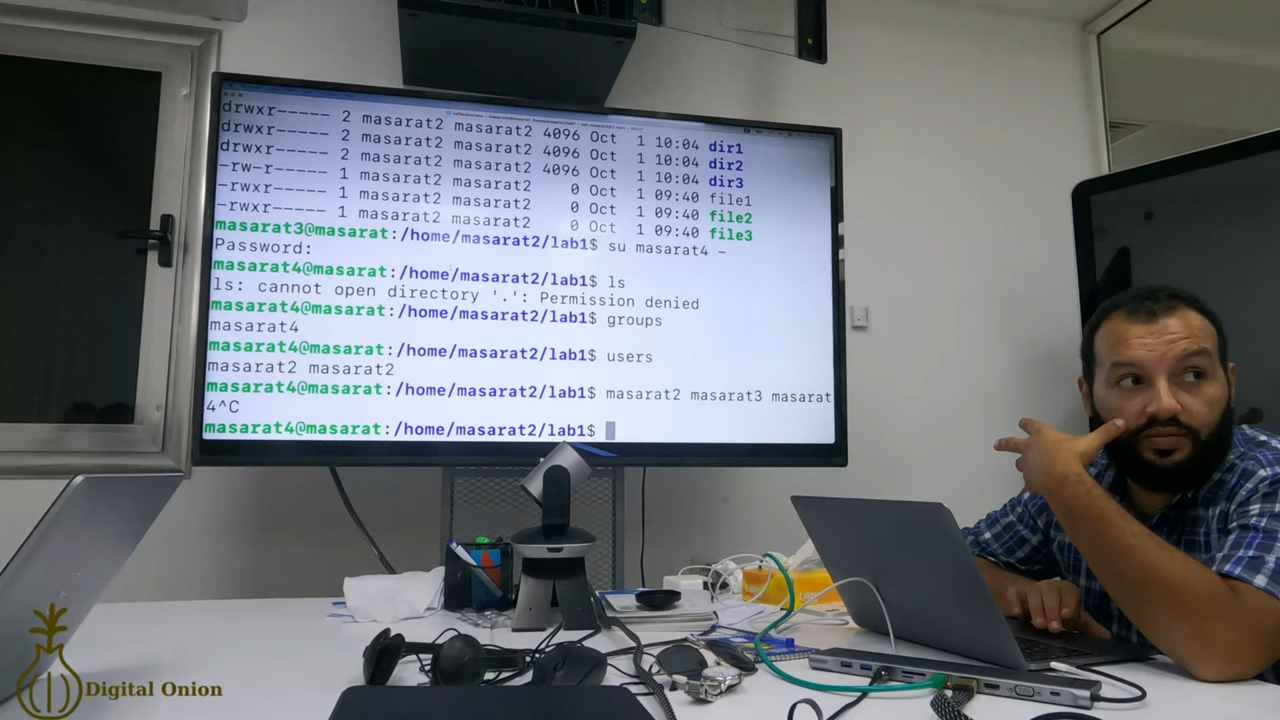 drwxr----- 2 masarat2 masarat2 4096 Oct 1 10:04 dir1
drwxr----- 2 masarat2 masarat2 4096 Oct 1 10:04 dir2
drwxr----- 2 masarat2 masarat2 4096 Oct 1 10:04 dir3
-rw-r----- 1 masarat2 masarat2 0 Oct 1 09:40 file1
-rwxr----- 1 masarat2 masarat2 0 Oct 1 09:40 file2
-rwxr----- 1 masarat2 masarat2 0 Oct 1 09:40 file3
masarat3@masarat:/home/masarat2/lab1$ su masarat4 -
Password:
masarat4@masarat:/home/masarat2/lab1$ ls
ls: cannot open directory '.': Permission denied
masarat4@masarat:/home/masarat2/lab1$ groups
masarat4
masarat4@masarat:/home/masarat2/lab1$ users
masarat2 masarat2
masarat4@masarat:/home/masarat2/lab1$ masarat2 masarat3 masarat
4^C
masarat4@masarat:/home/masarat2/lab1$
Digital Onion